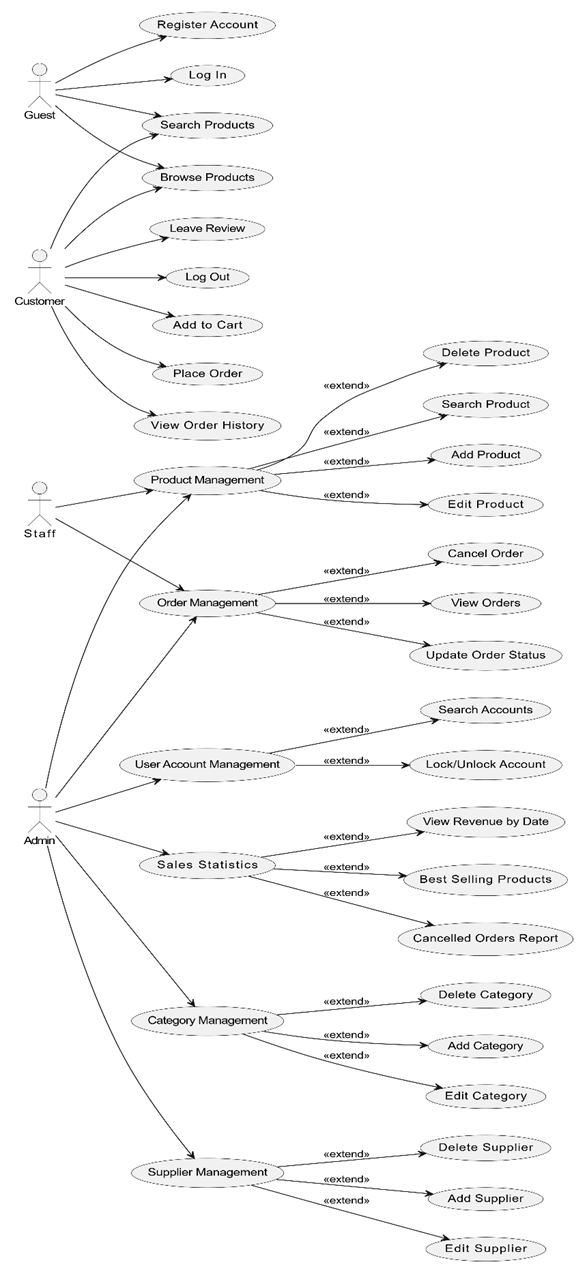 Register Account
Log In
Guest
Search Products
Browse Products
Leave Review
Log Out
Customer
Add to Cart
Place Order
View Order History
Delete Product
«extend»
Search Product
«extend»
Add Product
«extend»
Product Management
Edit Product
«extend»
Staff
Cancel Order
«extend»
Order Management
«extend»
View Orders
«extend»
Update Order Status
Search Accounts
«extend»
User Account Management
«extend»
Lock/Unlock Account
Admin
View Revenue by Date
«extend»
Sales Statistics
«extend»
Best Selling Products
«extend»
Cancelled Orders Report
Delete Category
«extend»
Category Management
«extend»
Add Category
«extend»
Edit Category
Delete Supplier
«extend»
Supplier Management
«extend»
Add Supplier
«extend»
Edit Supplier